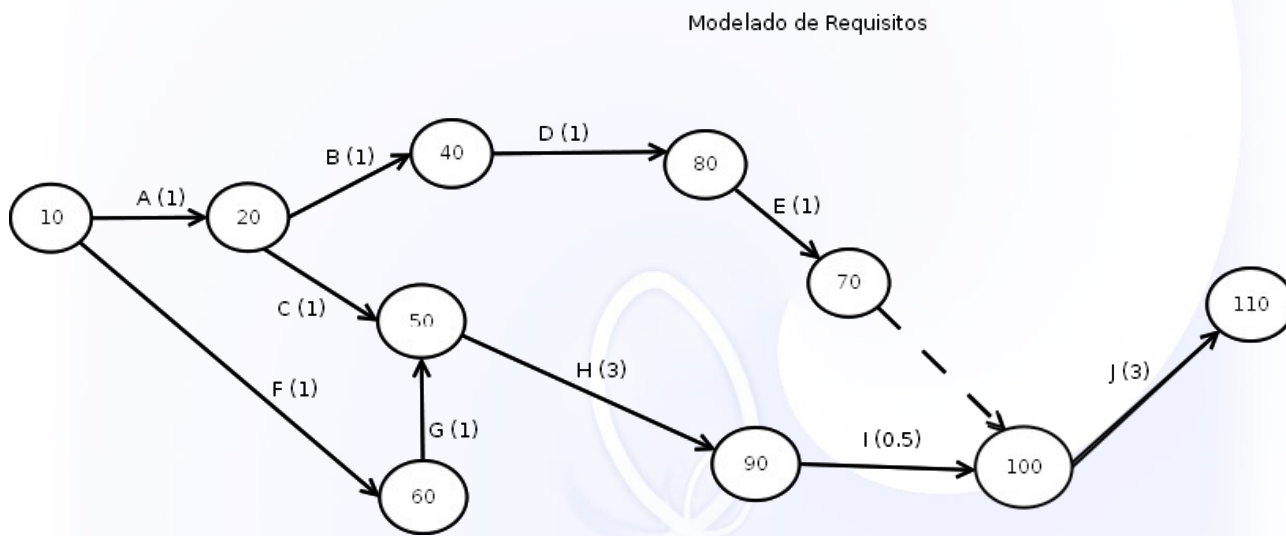 Modelado de Requisitos
B (1)
40
D (1)
80
10
A (1)
20
E (1)
70
C (1)
50
110
F (1)
H (3)
J (3)
G (1)
I (0.5)
60
90
100